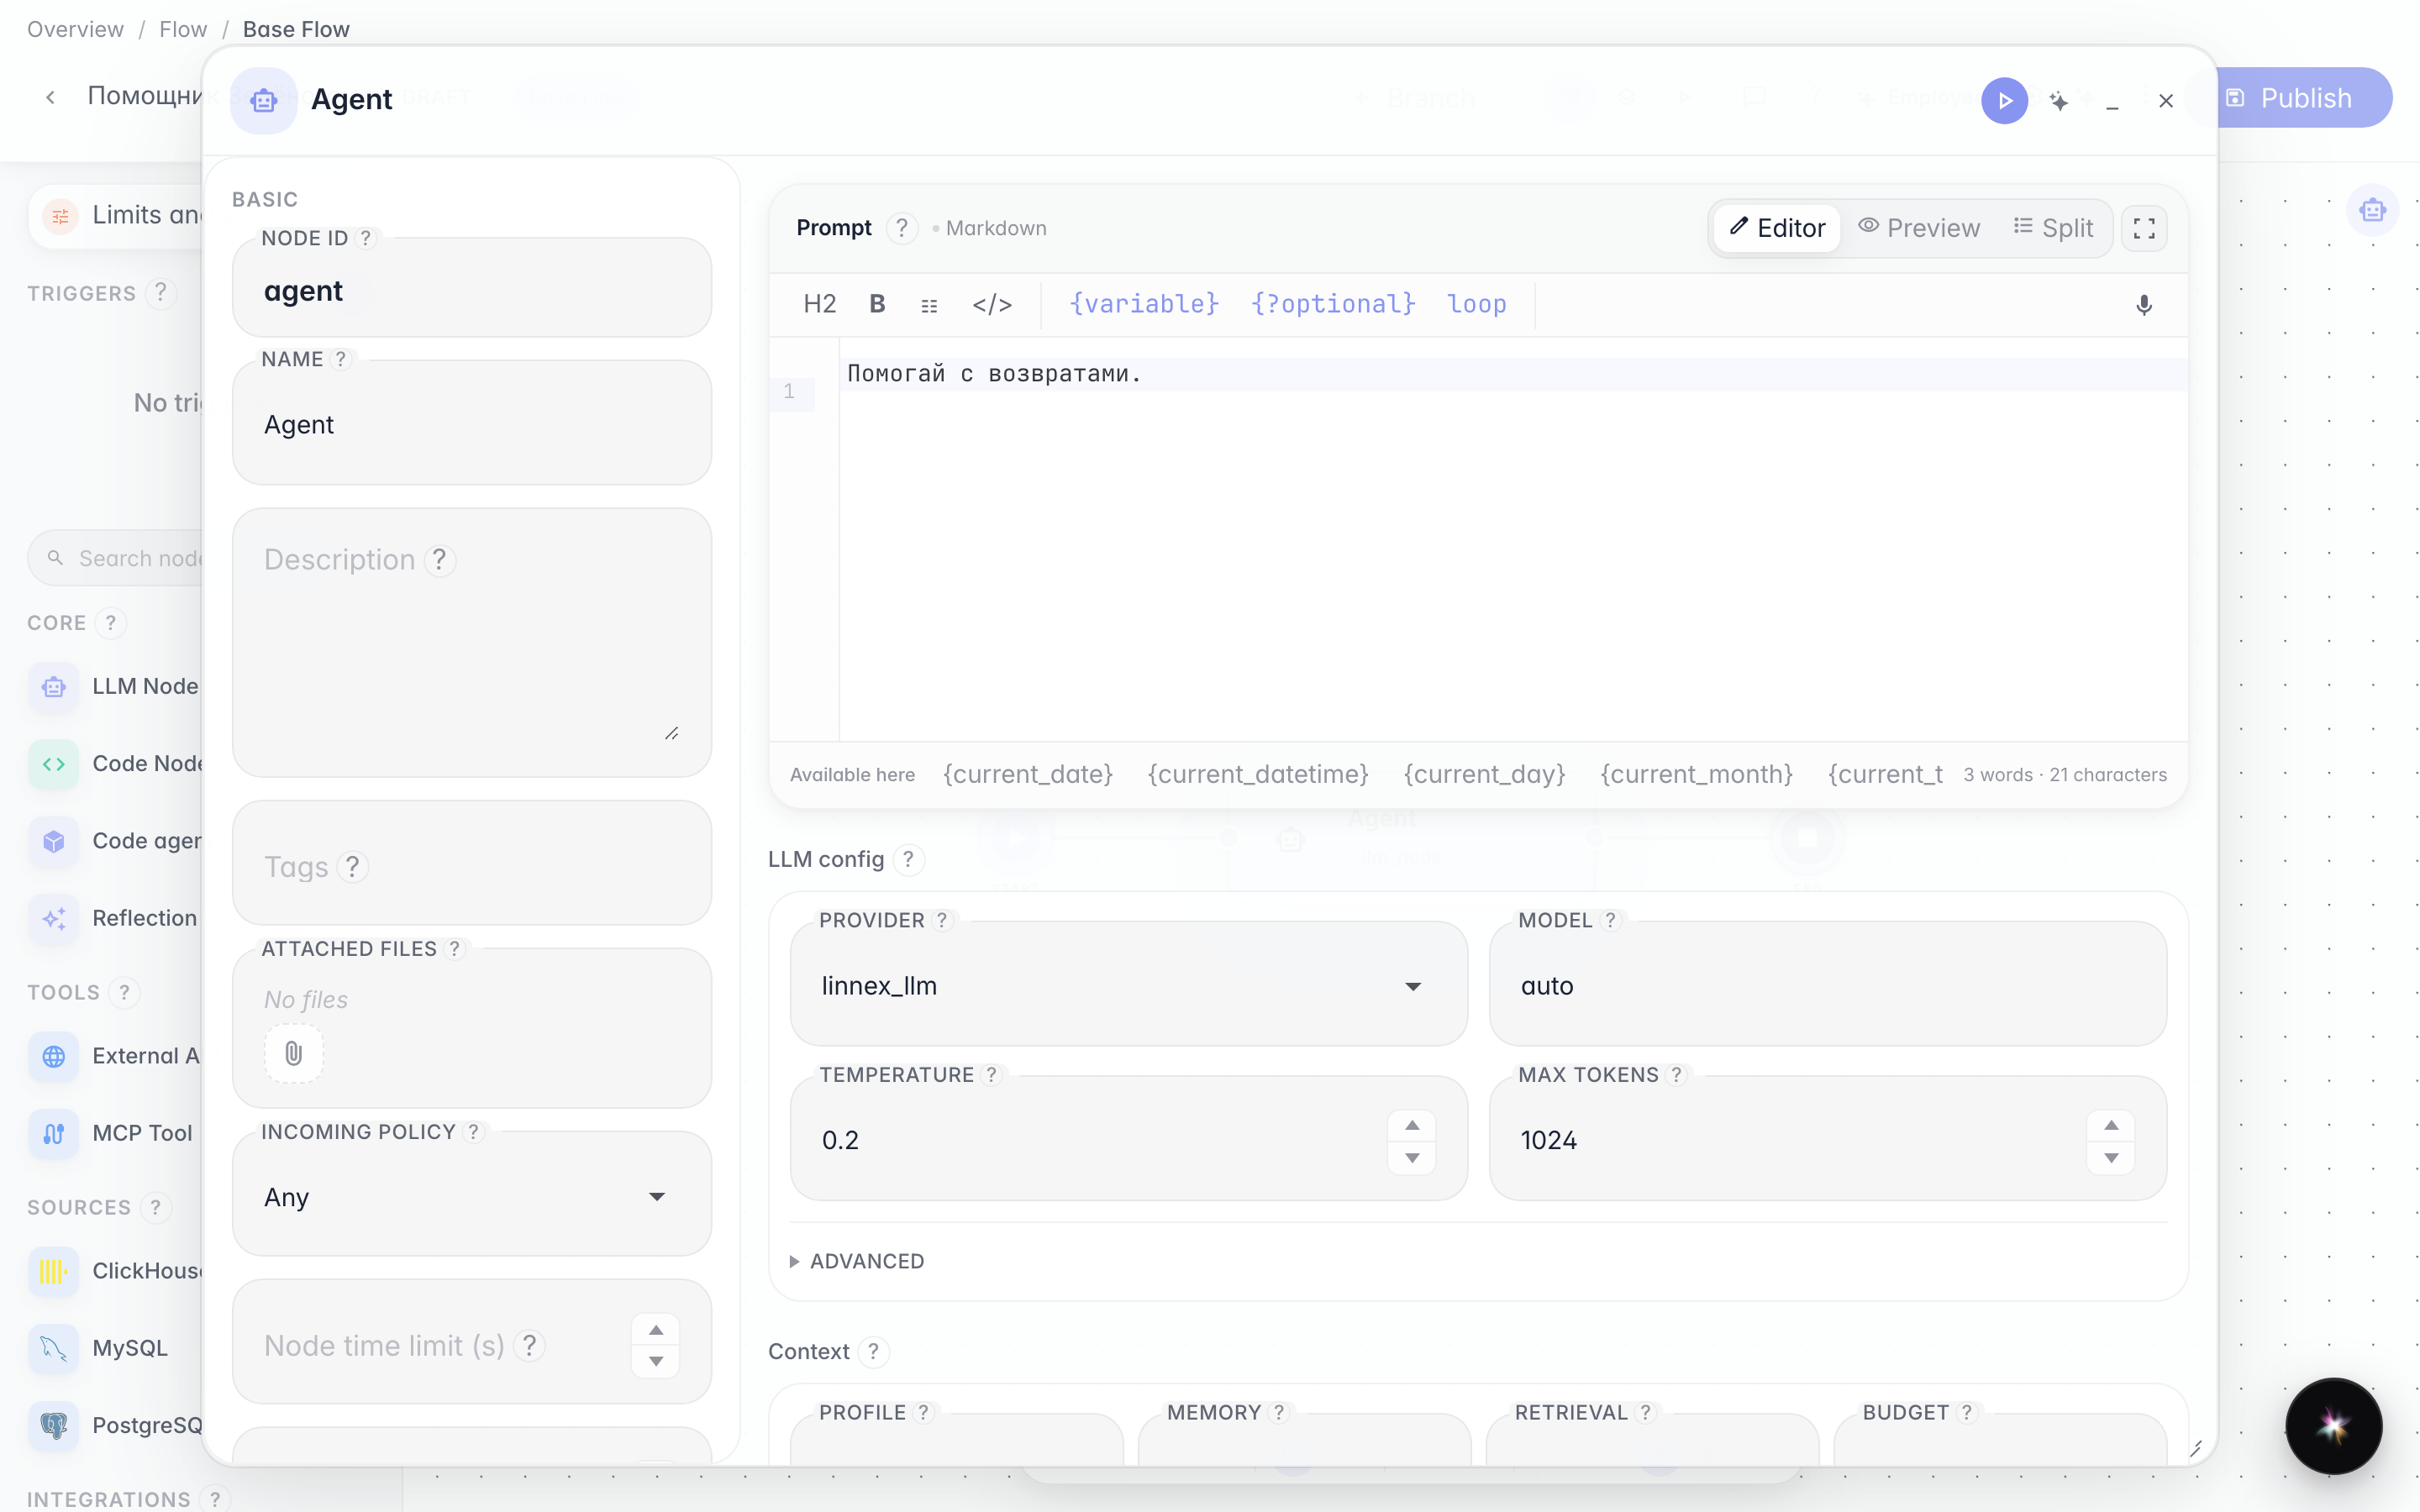 Overview / Flow / Base Flow
Помощник
Agent
Publish
Limits and
TRIGGERS ?
No tri
Search node
CORE ?
LLM Node
Code Node
Code agen
Reflection
TOOLS ?
External A
MCP Tool
SOURCES ?
ClickHouse
MySQL
PostgreSQ
INTEGRATIONS ?
BASIC
NODE ID ?
agent
NAME ?
Agent
Description ?
Tags ?
ATTACHED FILES ?
No files
INCOMING POLICY ?
Any
Node time limit (s) ?
Prompt ? Markdown
Editor Preview Split
H2 B </> {variable} {?optional} loop
1 Помогай с возвратами.
Available here {current_date} {current_datetime} {current_day} {current_month} {current_t 3 words · 21 characters
LLM config ?
PROVIDER ?
linnex_llm
MODEL ?
auto
TEMPERATURE ?
0.2
MAX TOKENS ?
1024
ADVANCED
Context ?
PROFILE ? MEMORY ? RETRIEVAL ? BUDGET ?